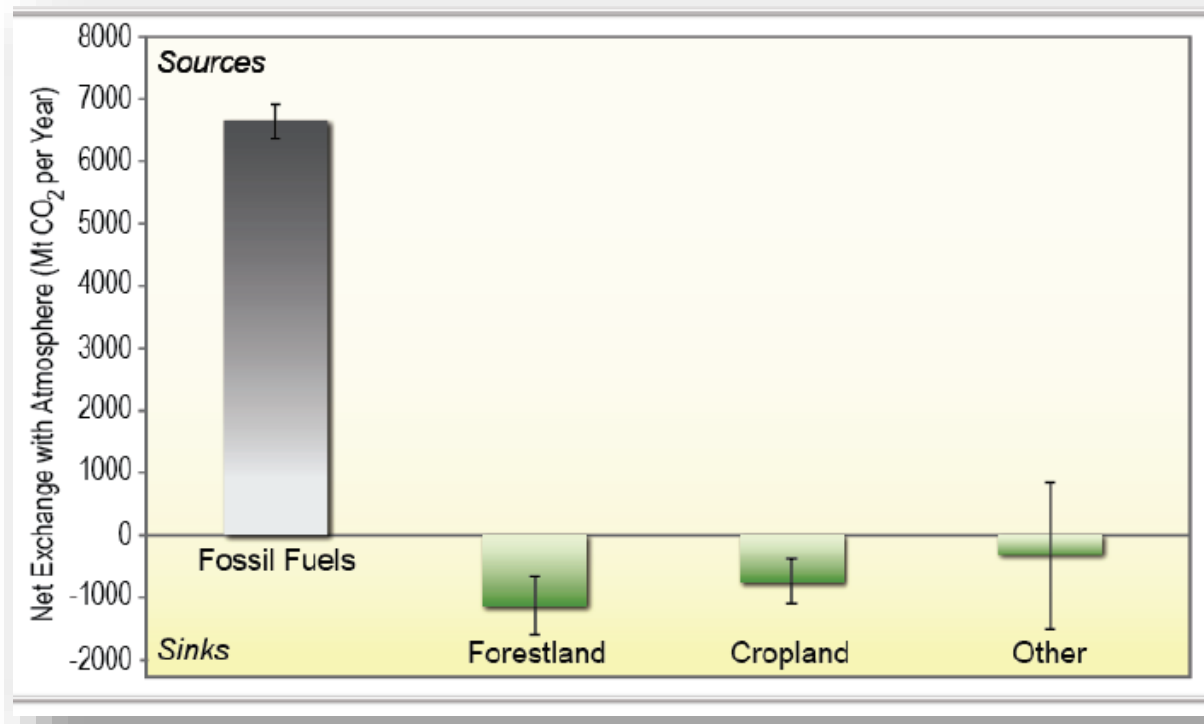 Net Exchange with Atmosphere (Mt CO₂ per Year)
8000
7000
6000
5000
4000
3000
2000
1000
0
-1000
-2000
Sources
Fossil Fuels
Sinks
Forestland
Cropland
Other